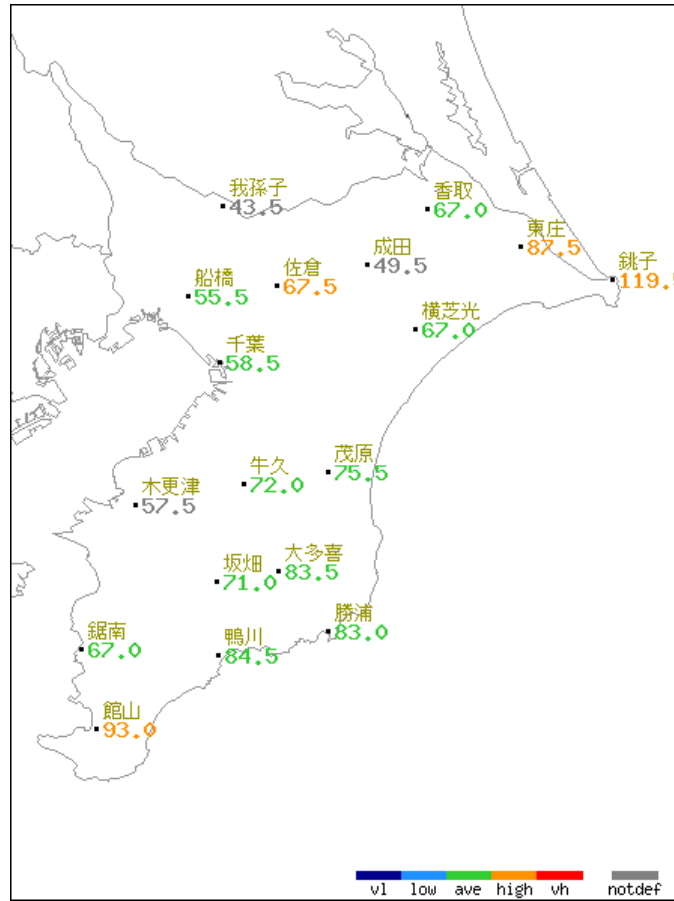 我孫子
43.5
香取
67.0
東庄
87.5
成田
49.5
銚子
119.5
佐倉
67.5
船橋
55.5
横芝光
67.0
千葉
58.5
茂原
75.5
牛久
72.0
木更津
57.5
大多喜
83.5
坂畑
71.0
勝浦
83.0
鋸南
67.0
鴨川
84.5
館山
93.0
vl low ave high vh notdef